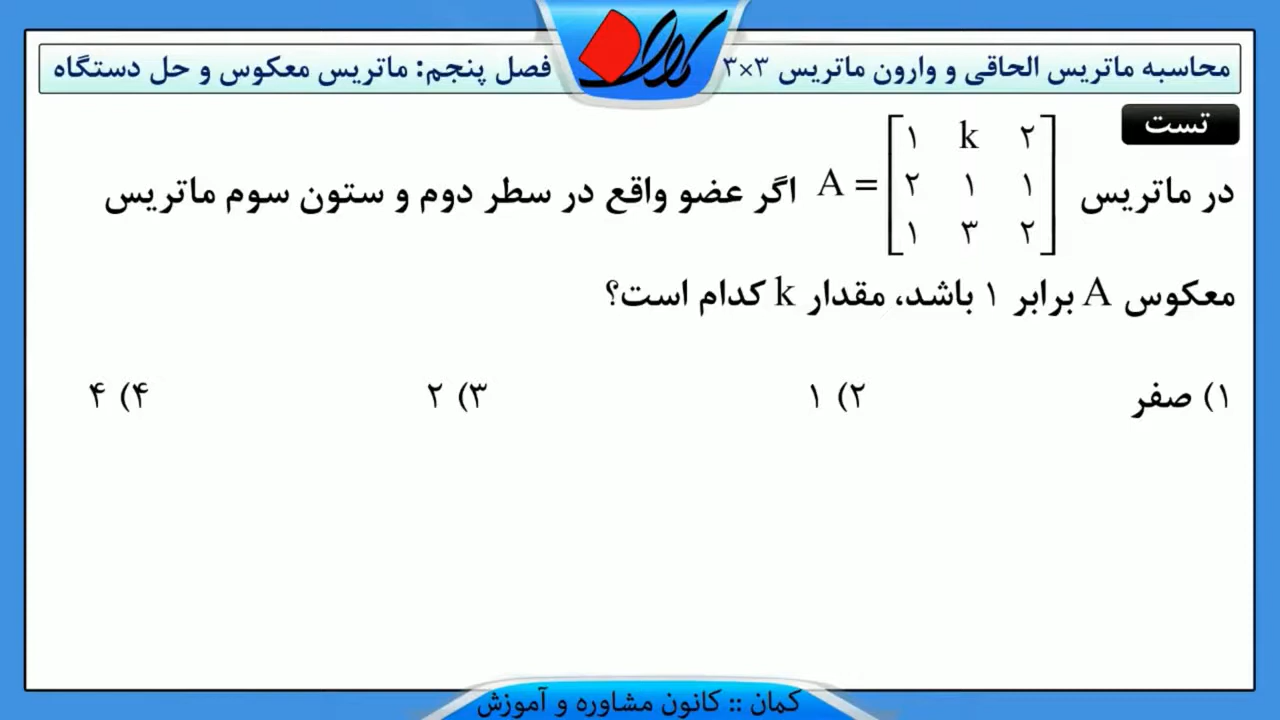 محاسبه ماتریس الحاقی و وارون ماتریس ۳×۳
کمان
فصل پنجم: ماتریس معکوس و حل دستگاه
تست
در ماتریس A = [۱ k ۲
۲ ۱ ۱
۱ ۳ ۲] اگر عضو واقع در سطر دوم و ستون سوم ماتریس
معکوس A برابر ۱ باشد، مقدار k کدام است؟
۱) صفر ۲) ۱ ۳) ۲ ۴) ۴
کمان :: کانون مشاوره و آموزش